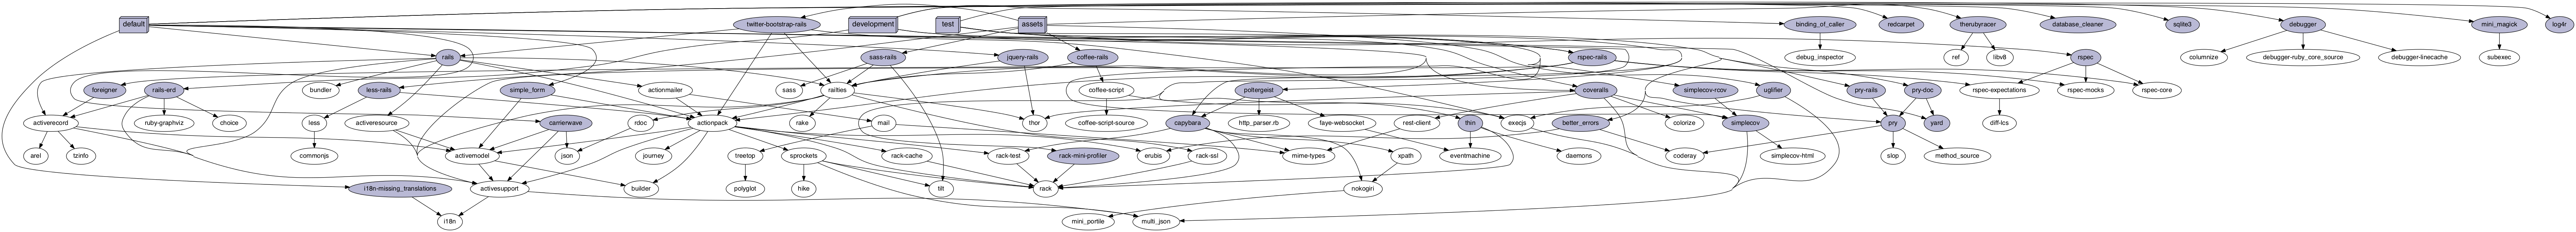 default
twitter-bootstrap-rails
development
test
assets
binding_of_caller
redcarpet
therubyracer
database_cleaner
sqlite3
debugger
mini_magick
log4r
rails
sass-rails
jquery-rails
coffee-rails
rspec-rails
debug_inspector
ref
libv8
rspec
columnize
debugger-ruby_core_source
debugger-linecache
subexec
foreigner
rails-erd
bundler
less-rails
simple_form
actionmailer
sass
railties
coffee-script
poltergeist
coveralls
simplecov-rcov
uglifier
pry-rails
pry-doc
rspec-expectations
rspec-mocks
rspec-core
activerecord
ruby-graphviz
choice
less
activeresource
carrierwave
rdoc
actionpack
rake
mail
thor
coffee-script-source
capybara
http_parser.rb
faye-websocket
rest-client
thin
execjs
better_errors
colorize
simplecov
pry
yard
diff-lcs
arel
tzinfo
commonjs
activemodel
json
journey
treetop
sprockets
rack-cache
rack-test
rack-mini-profiler
erubis
rack-ssl
mime-types
xpath
eventmachine
daemons
coderay
simplecov-html
slop
method_source
i18n-missing_translations
activesupport
builder
polyglot
hike
tilt
rack
nokogiri
i18n
mini_portile
multi_json